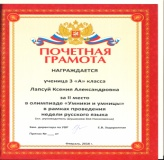 ПОЧЕТНАЯ
ГРАМОТА
НАГРАЖДАЕТСЯ
ученица 3 «А» класса
Лапсуй Ксения Александровна
за II место
в олимпиаде «Умники и умницы»
в рамках проведения
недели русского языка
Февраль, 2018 г.